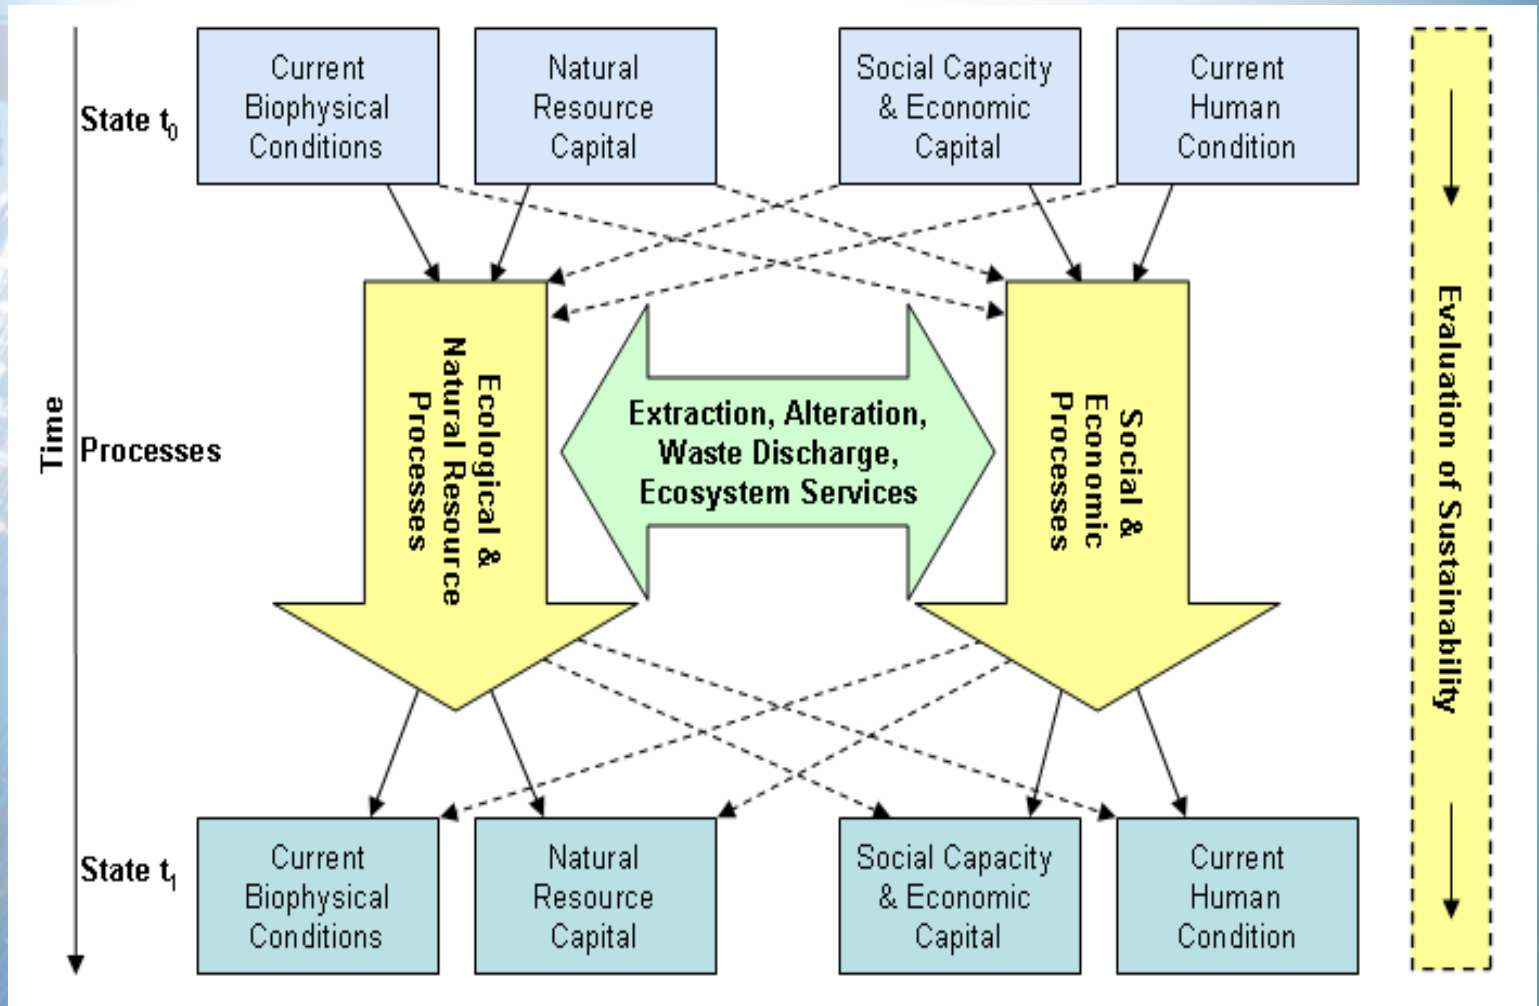 State t0
Current
Biophysical
Conditions
Natural
Resource
Capital
Social Capacity
& Economic
Capital
Current
Human
Condition
Time
Processes
Ecological &
Natural Resource
Processes
Extraction, Alteration,
Waste Discharge,
Ecosystem Services
Social &
Economic
Processes
Evaluation of Sustainability
State t1
Current
Biophysical
Conditions
Natural
Resource
Capital
Social Capacity
& Economic
Capital
Current
Human
Condition